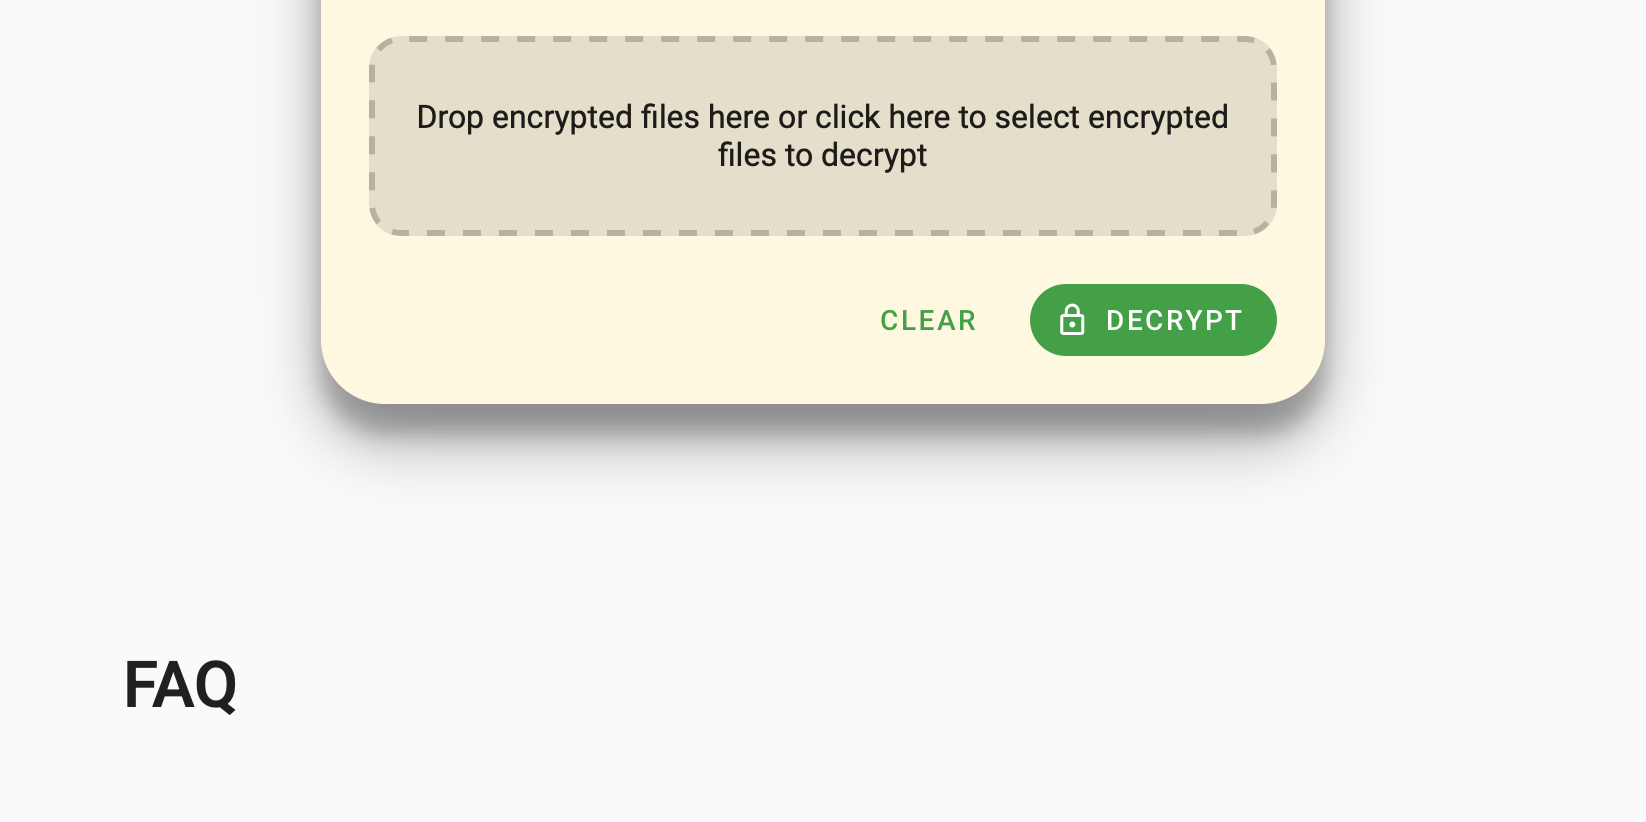 Drop encrypted files here or click here to select encrypted
files to decrypt
CLEAR
DECRYPT
FAQ